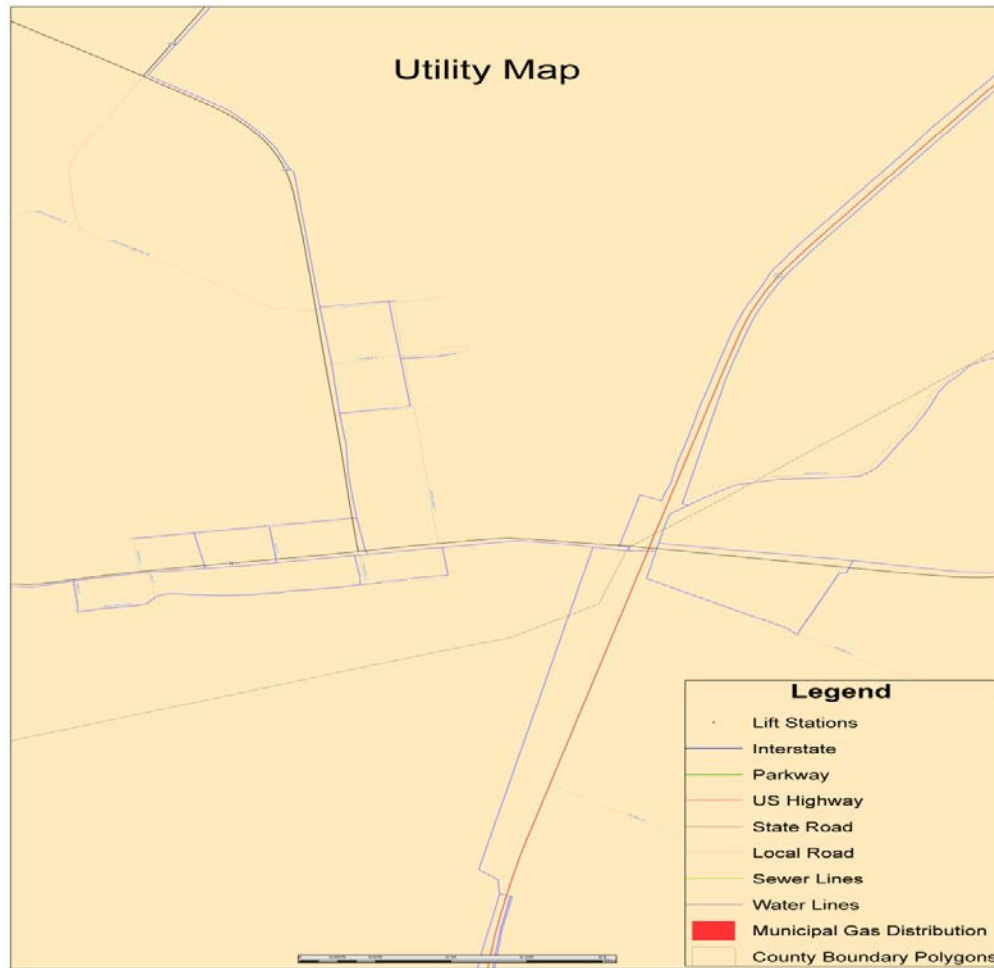 Utility Map
Legend
Lift Stations
Interstate
Parkway
US Highway
State Road
Local Road
Sewer Lines
Water Lines
Municipal Gas Distribution
County Boundary Polygons